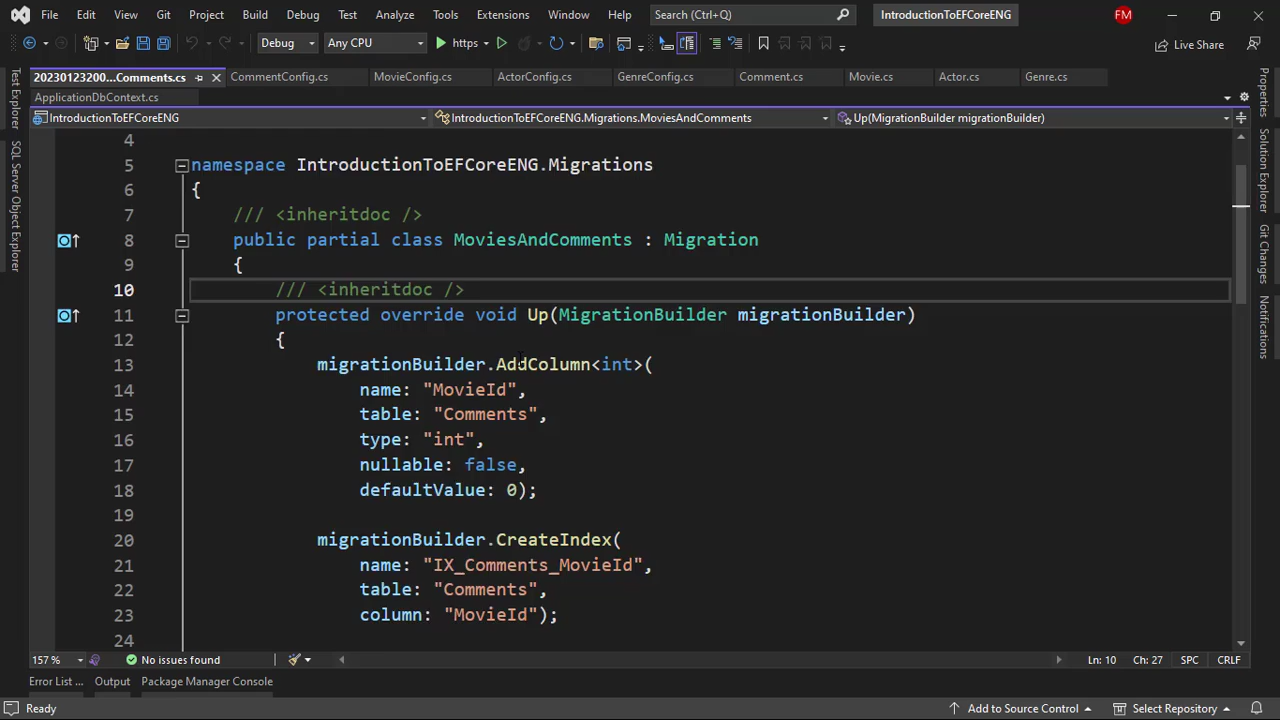 File Edit View Git Project Build Debug Test Analyze Tools Extensions Window Help Search (Ctrl+Q) IntroductionToEFCoreENG FM
Debug Any CPU https Live Share
20230123200...Comments.cs CommentConfig.cs MovieConfig.cs ActorConfig.cs GenreConfig.cs Comment.cs Movie.cs Actor.cs Genre.cs
ApplicationDbContext.cs
IntroductionToEFCoreENG IntroductionToEFCoreENG.Migrations.MoviesAndComments Up(MigrationBuilder migrationBuilder)
Test Explorer
SQL Server Object Explorer
4
5 namespace IntroductionToEFCoreENG.Migrations
6 {
7 /// <inheritdoc />
8 public partial class MoviesAndComments : Migration
9 {
10 /// <inheritdoc />
11 protected override void Up(MigrationBuilder migrationBuilder)
12 {
13 migrationBuilder.AddColumn<int>(
14 name: "MovieId",
15 table: "Comments",
16 type: "int",
17 nullable: false,
18 defaultValue: 0);
19
20 migrationBuilder.CreateIndex(
21 name: "IX_Comments_MovieId",
22 table: "Comments",
23 column: "MovieId");
24
Properties
Solution Explorer
Git Changes
Team Explorer
157 % No issues found Ln: 10 Ch: 27 SPC CRLF
Error List ... Output Package Manager Console
Ready Add to Source Control Select Repository